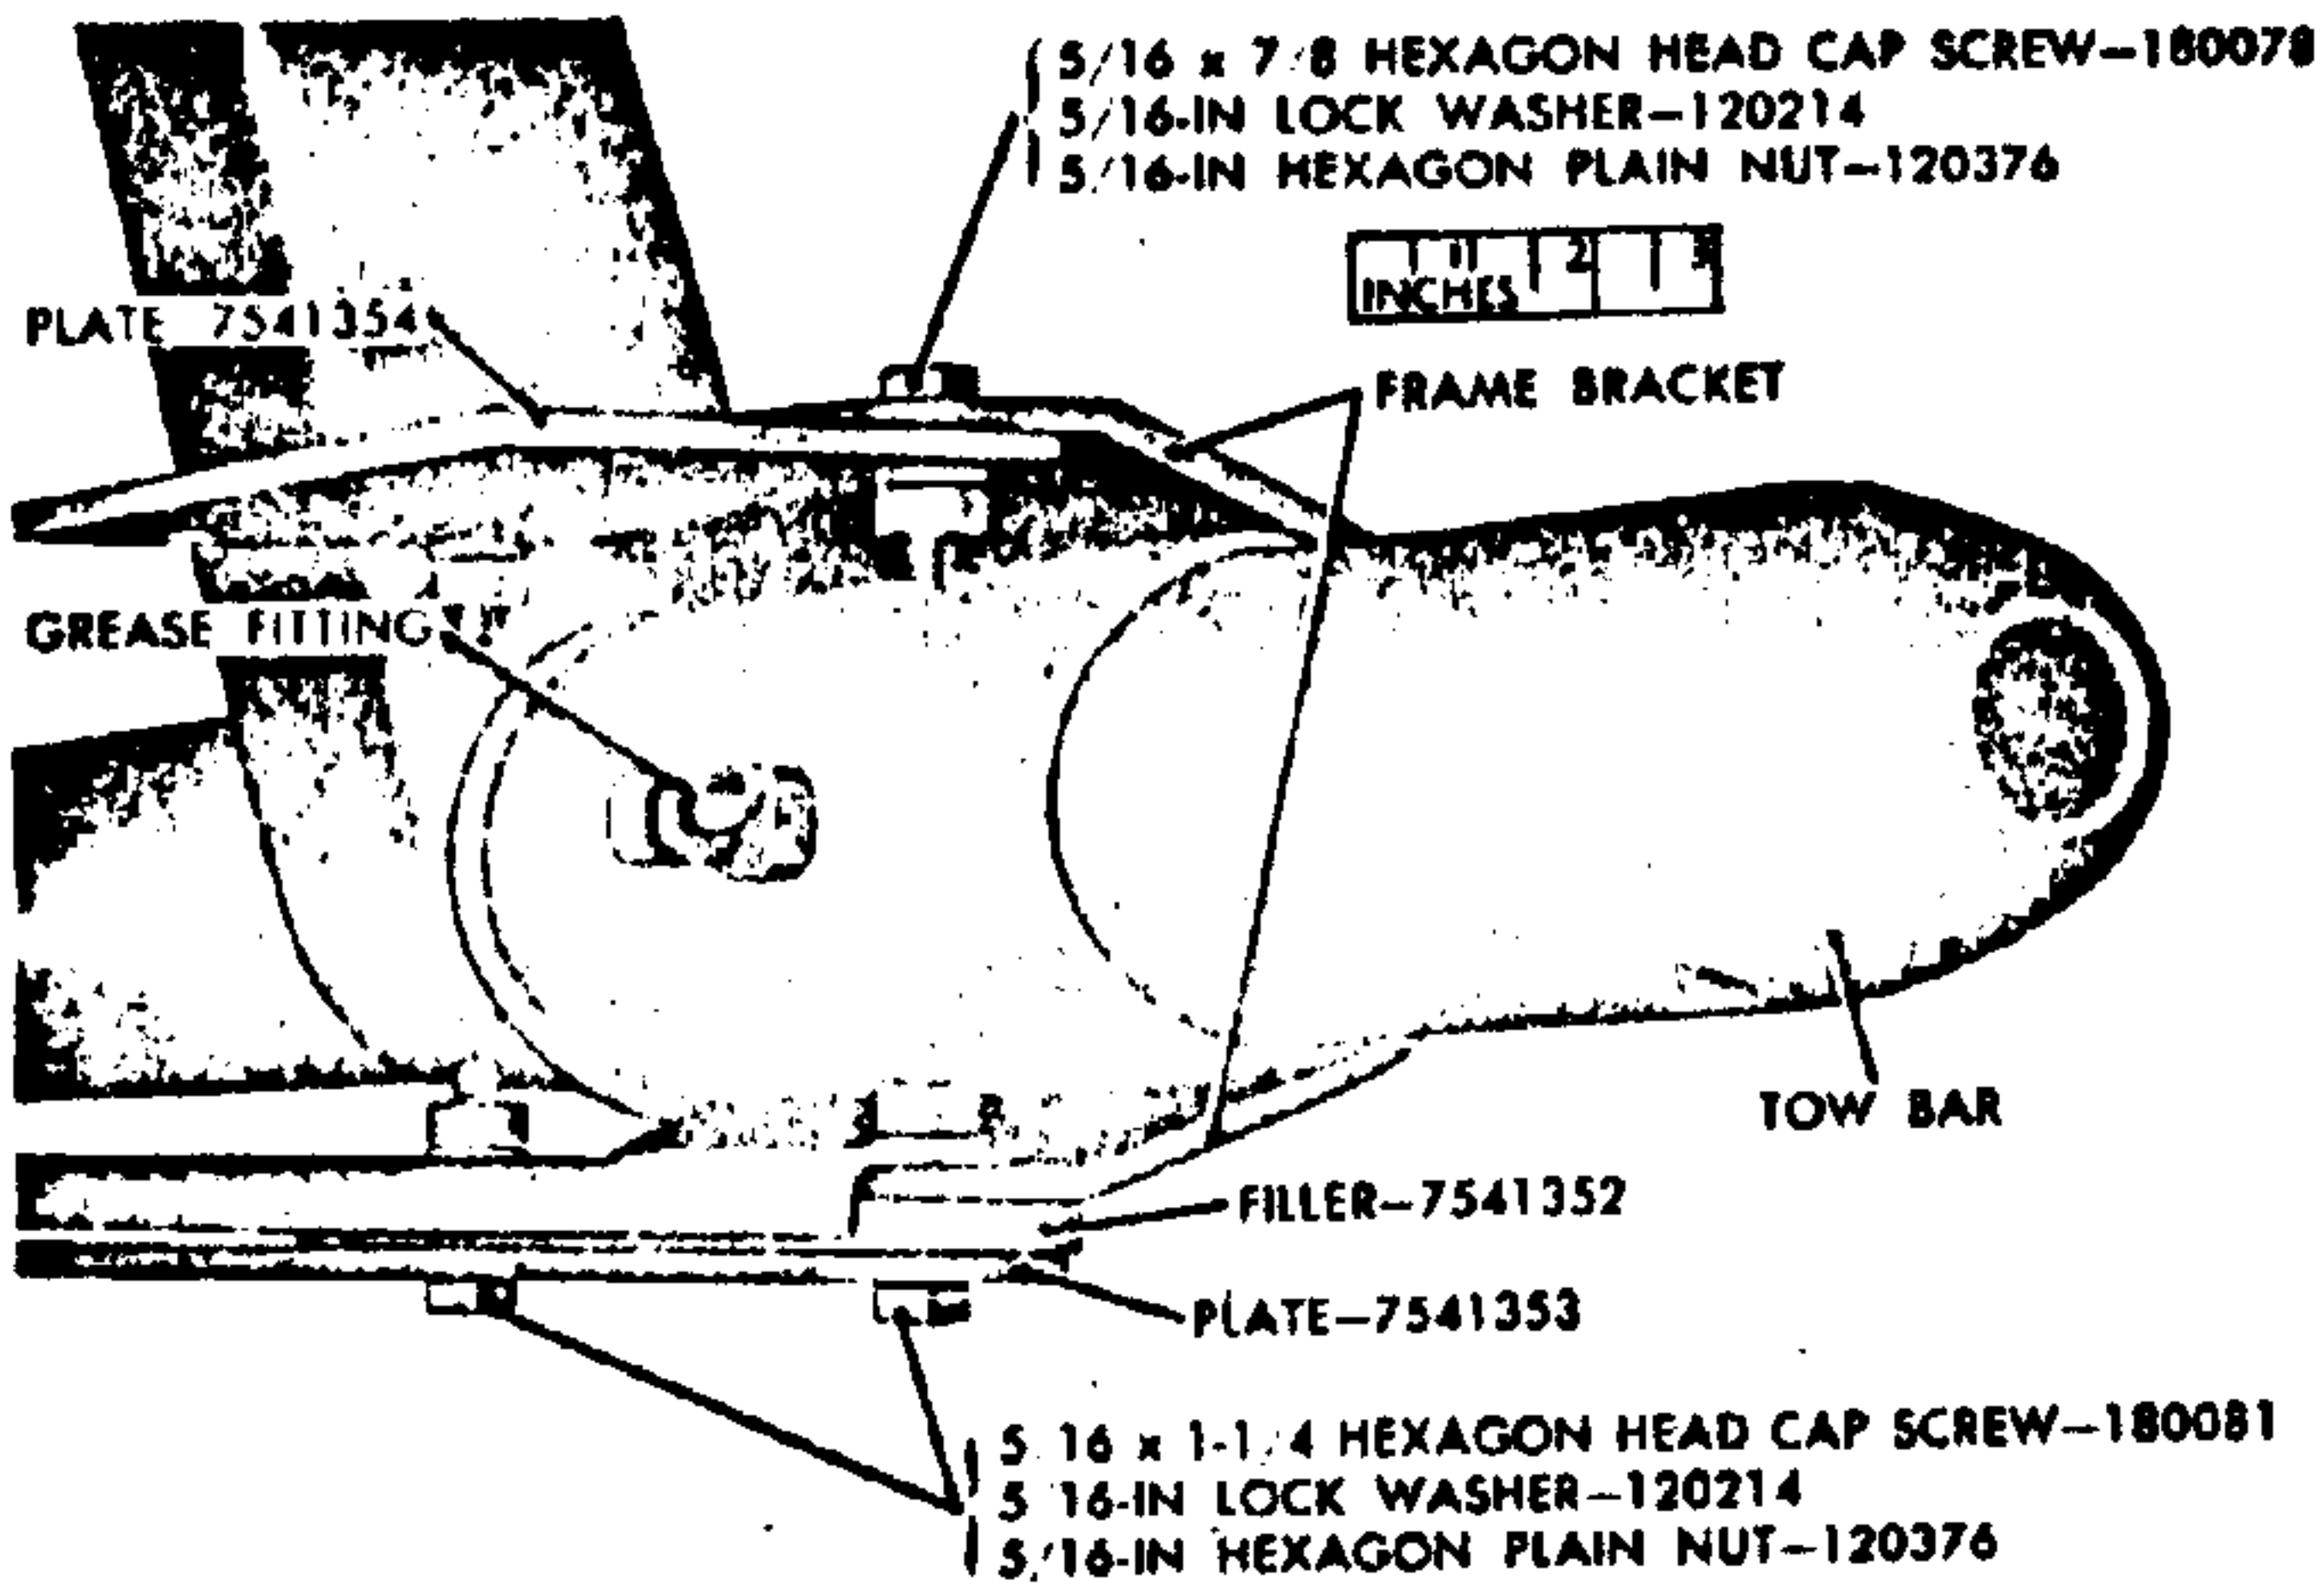 5/16 x 7/8 HEXAGON HEAD CAP SCREW—180078
5/16-IN LOCK WASHER—120214
5/16-IN HEXAGON PLAIN NUT—120376
1 2 3
INCHES
PLATE 7541354
FRAME BRACKET
GREASE FITTING
TOW BAR
FILLER—7541352
PLATE—7541353
5 16 x 1-1/4 HEXAGON HEAD CAP SCREW—180081
5 16-IN LOCK WASHER—120214
5/16-IN HEXAGON PLAIN NUT—120376